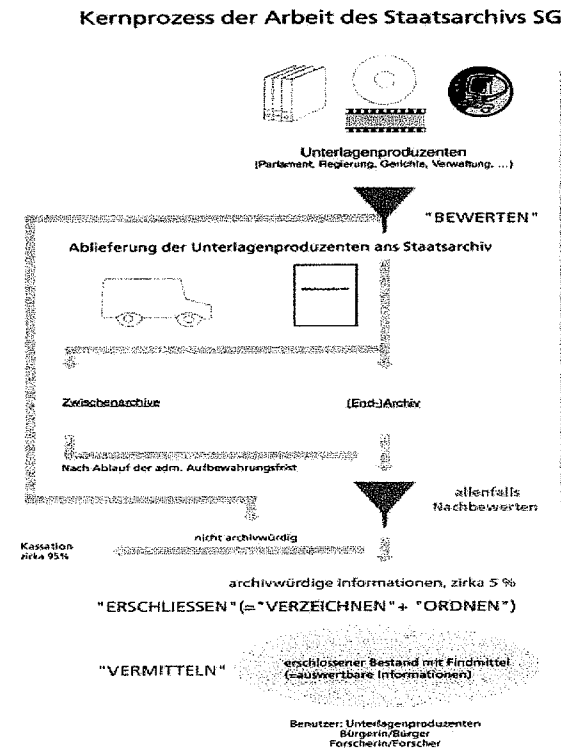 Kernprozess der Arbeit des Staatsarchivs SG
Unterlagenproduzenten
(Parlament, Regierung, Gerichte, Verwaltung, ...)
"BEWERTEN"
Ablieferung der Unterlagenproduzenten ans Staatsarchiv
Zwischenarchive
(End-)Archiv
Nach Ablauf der adm. Aufbewahrungsfrist
allenfalls
Nachbewerten
nicht archivwürdig
Kassation
zirka 95%
archivwürdige Informationen, zirka 5 %
"ERSCHLIESSEN" (="VERZEICHNEN"+ "ORDNEN")
"VERMITTELN"
erschlossener Bestand mit Findmittel
(=auswertbare Informationen)
Benutzer: Unterlagenproduzenten
Bürgerin/Bürger
Forscherin/Forscher